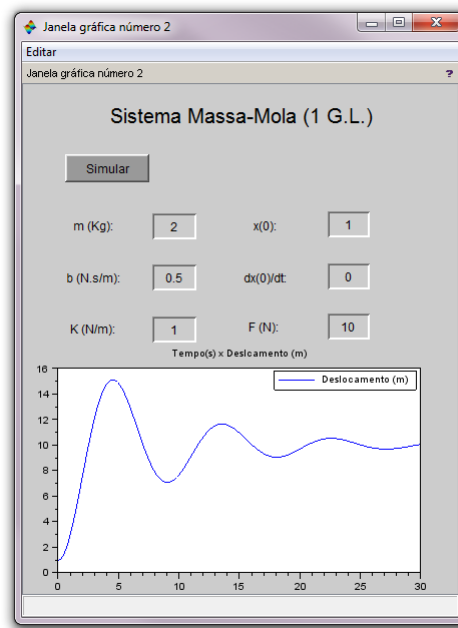 Janela gráfica número 2
Editar
Janela gráfica número 2 ?
Sistema Massa-Mola (1 G.L.)
Simular
m (Kg): 2 x(0): 1
b (N.s/m): 0.5 dx(0)/dt: 0
K (N/m): 1 F (N): 10
Tempo(s) x Deslcamento (m)
Deslocamento (m)
16
14
12
10
8
6
4
2
0
0 5 10 15 20 25 30